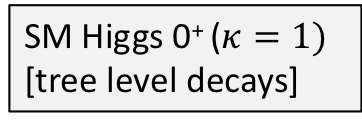 SM Higgs 0⁺ (κ = 1)
[tree level decays]